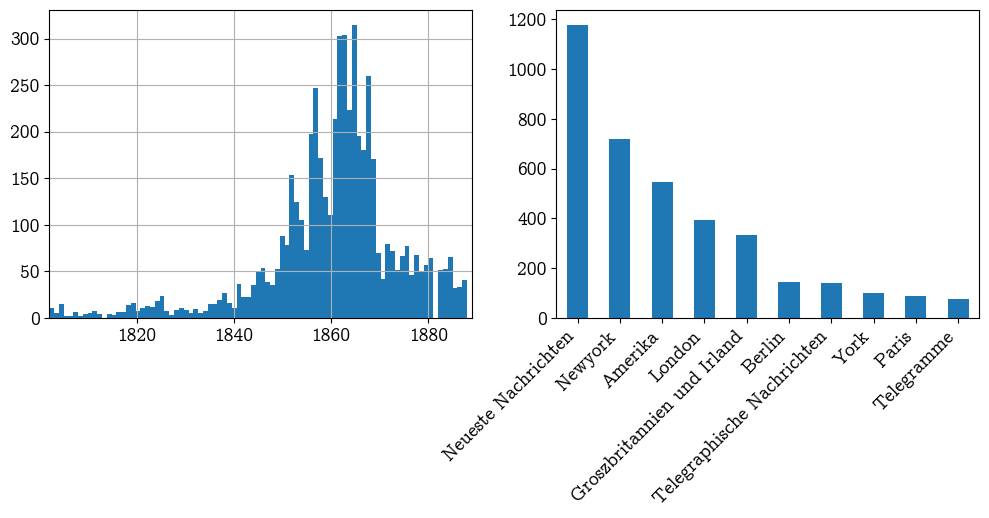 300
250
200
150
100
50
0
1820 1840 1860 1880
1200
1000
800
600
400
200
0
Neueste Nachrichten
Newyork
Amerika
London
Groszbritannien und Irland
Berlin
Telegraphische Nachrichten
York
Paris
Telegramme